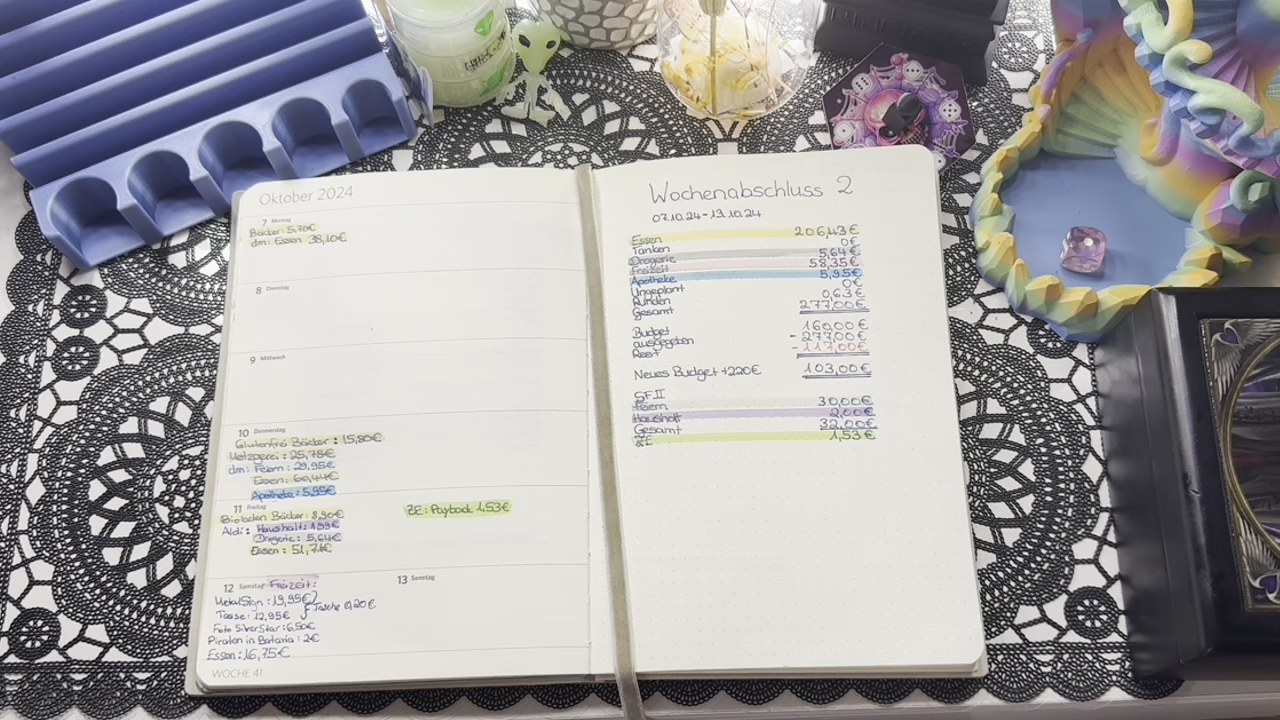 Oktober 2024
7 Montag
Bäcker: 5,70€
dm: Essen 38,10€
8 Dienstag
9 Mittwoch
10 Donnerstag
Glutenfrei Bäcker: 15,80€
Metzgerei: 25,78€
dm: Feiern: 29,95€
Essen: 60,44€
Apotheke: 5,95€
11 Freitag
Bioladen Bäcker: 8,90€
Aldi: Haushalt: 1,99€
Drogerie: 5,64€
Essen: 51,71€
ZE: Payback 1,53€
12 Samstag Freizeit:
MetalSign: 19,95€
Tasse: 12,95€ } Tasche 0,20€
Foto SilverStar: 6,50€
Piraten in Batavia: 2€
Essen: 16,75€
13 Sonntag
WOCHE 41
Wochenabschluss 2
07.10.24-13.10.24
Essen 206,43€
Tanken 0€
Drogerie 5,64€
Freizeit 58,35€
Apotheke 5,95€
Ungeplant 0€
Runden 0,63€
Gesamt 277,00€
Budget 160,00€
ausgegeben - 277,00€
Rest - 117,00€
Neues Budget +220€ 103,00€
SF II
Feiern 30,00€
Haushalt 2,00€
Gesamt 32,00€
ZE 1,53€